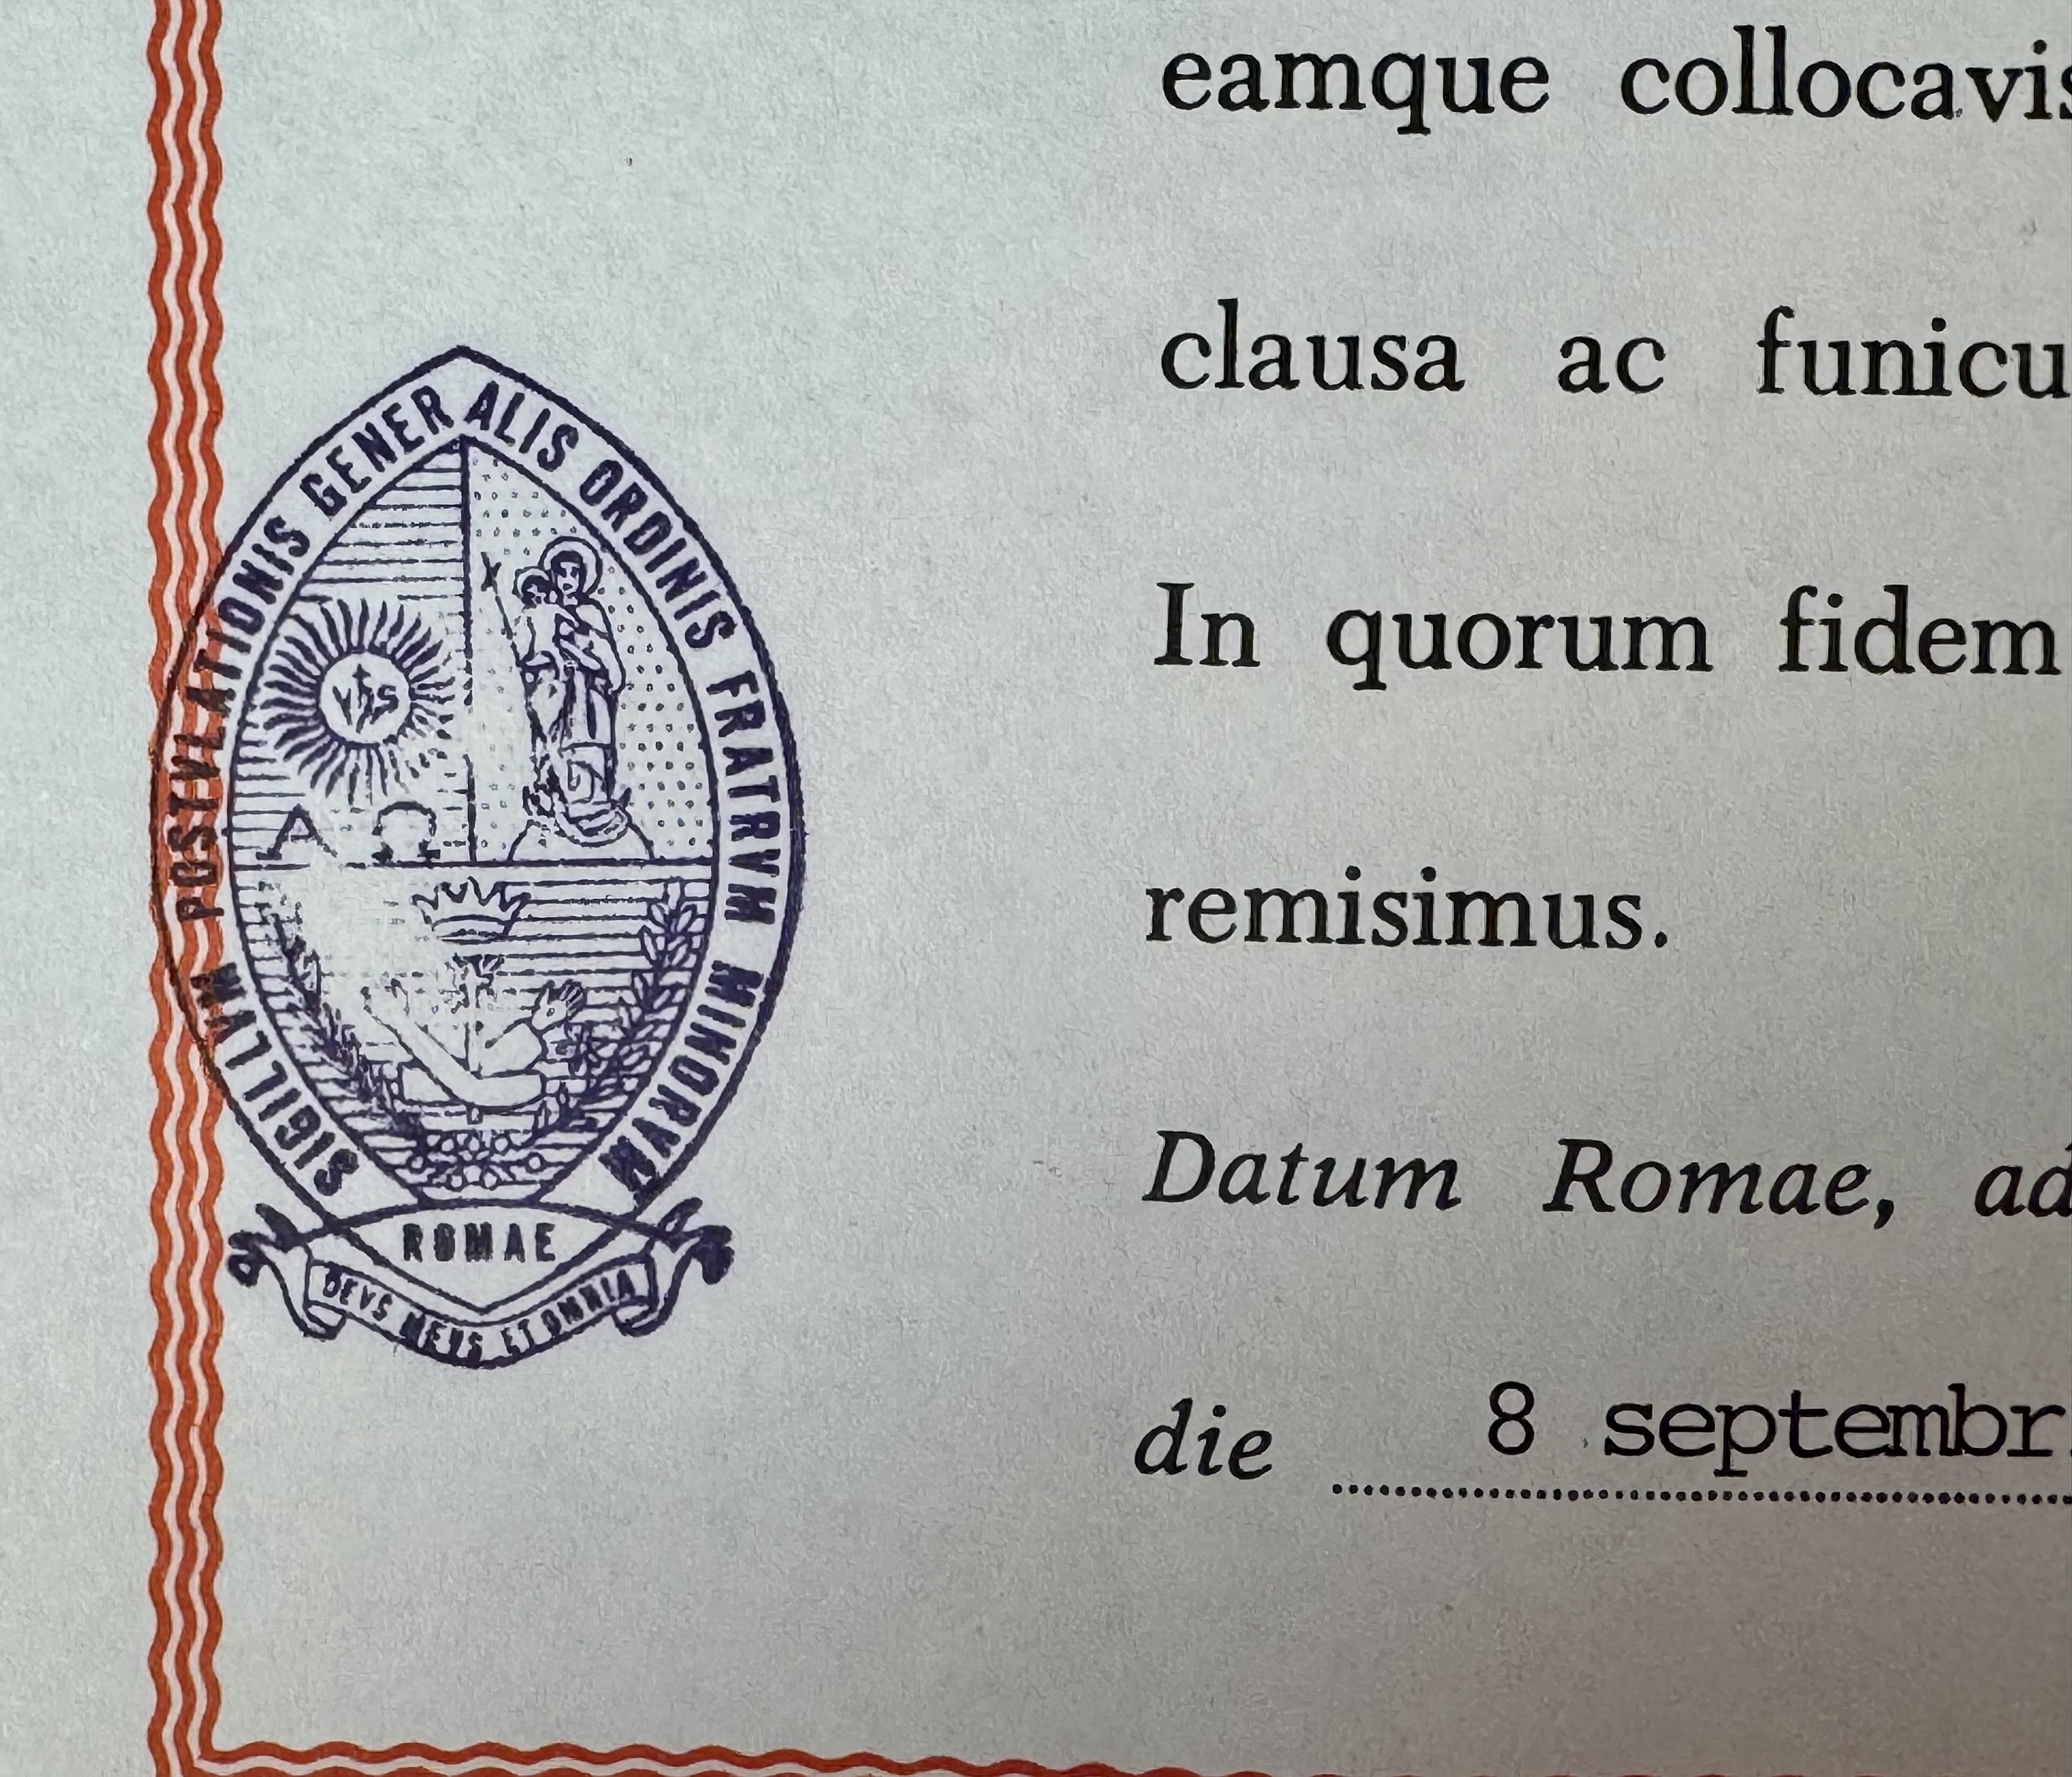 eamque collocavis
clausa ac funicu
In quorum fidem
remisimus.
Datum Romae, ad
die 8 septembr
SIGILLVM POSTVLATIONIS GENERALIS ORDINIS FRATRVM MINORVM
YHS
Α Ω
ROMAE
DEVS MEVS ET OMNIA